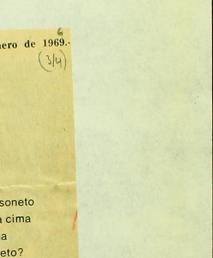 6
nero de 1969.-
(3/4)
soneto
a cima
a
eto?